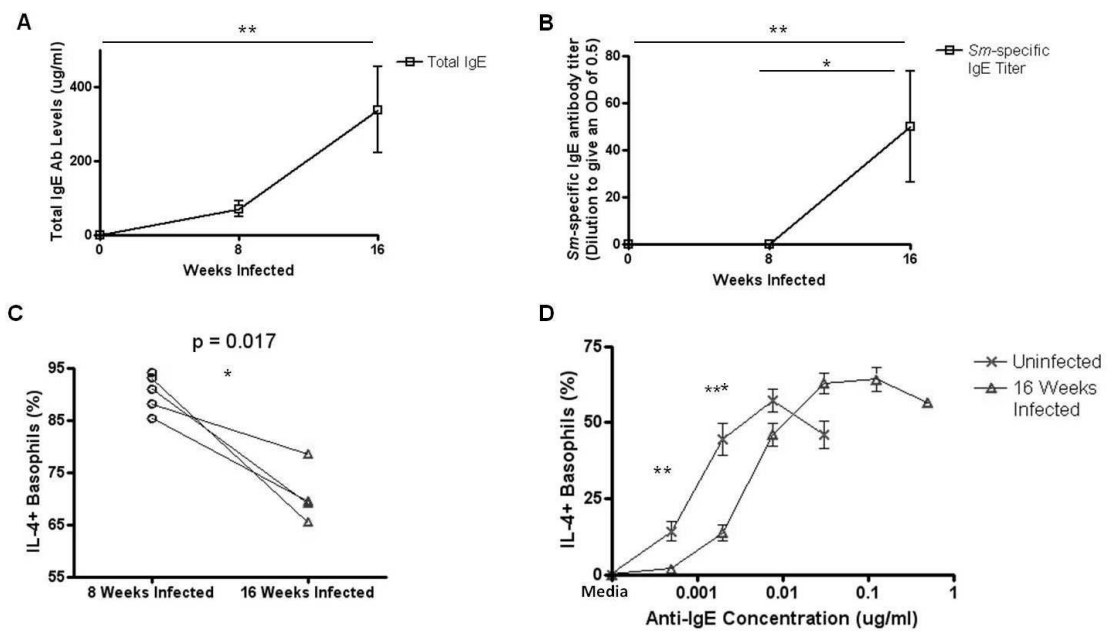 A
**
Total IgE
Total IgE Ab Levels (ug/ml)
400
200
0
0
8
16
Weeks Infected
B
**
*
Sm-specific
IgE Titer
Sm-specific IgE antibody titer
(Dilution to give an OD of 0.5)
80
60
40
20
0
0
8
16
Weeks Infected
C
p = 0.017
*
IL-4+ Basophils (%)
95
85
75
65
55
8 Weeks Infected
16 Weeks Infected
D
Uninfected
16 Weeks
Infected
***
**
IL-4+ Basophils (%)
75
50
25
0
Media
0.001
0.01
0.1
1
Anti-IgE Concentration (ug/ml)